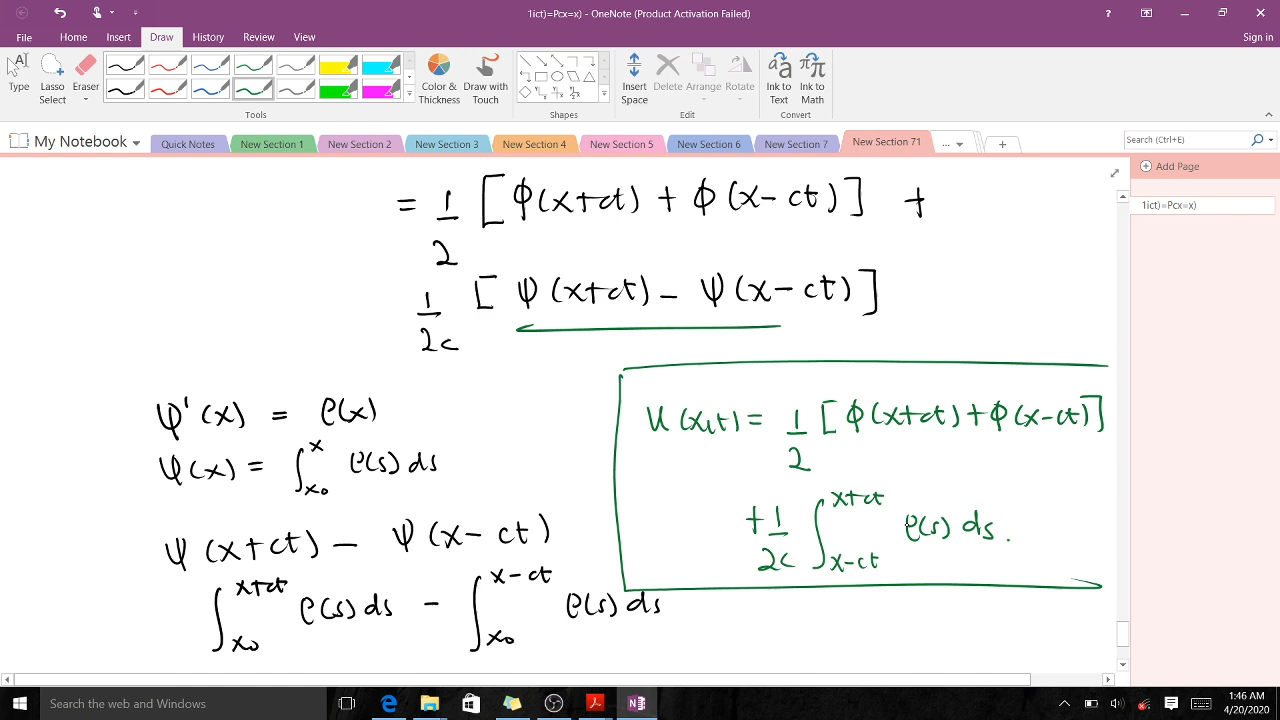 1ict)=Pcx=x) - OneNote (Product Activation Failed)
? 
Sign in
File Home Insert Draw History Review View
Type
Lasso Select
Eraser
Color & Thickness
Draw with Touch
Insert Space
Delete
Arrange
Rotate
Ink to Text
Ink to Math
Tools
Shapes
Edit
Convert
My Notebook
Quick Notes
New Section 1
New Section 2
New Section 3
New Section 4
New Section 5
New Section 6
New Section 7
New Section 71
...
Search (Ctrl+E)
Add Page
1ict)=Pcx=x)
= 1/2 [ϕ(x+ct) + ϕ(x-ct)] +
1/2c [ψ(x+ct) - ψ(x-ct)]
ψ'(x) = ρ(x)
ψ(x) = ∫_{x0}^{x} ρ(s) ds
ψ(x+ct) - ψ(x-ct)
∫_{x0}^{x+ct} ρ(s) ds - ∫_{x0}^{x-ct} ρ(s) ds
u(x,t) = 1/2 [ϕ(x+ct) + ϕ(x-ct)]
+ 1/2c ∫_{x-ct}^{x+ct} ρ(s) ds.
Search the web and Windows
1:46 AM
4/20/2020